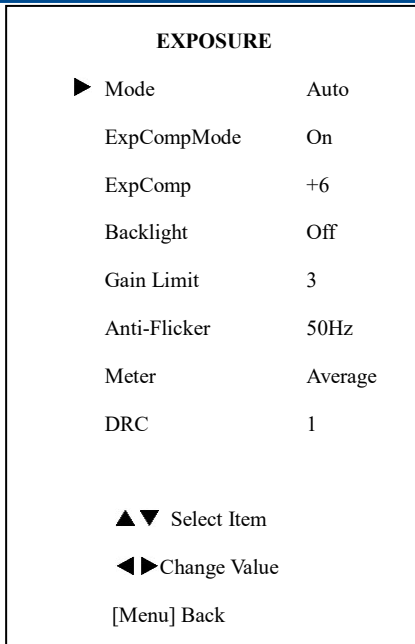 EXPOSURE
▶ Mode Auto
ExpCompMode On
ExpComp +6
Backlight Off
Gain Limit 3
Anti-Flicker 50Hz
Meter Average
DRC 1
▲▼ Select Item
◀▶Change Value
[Menu] Back